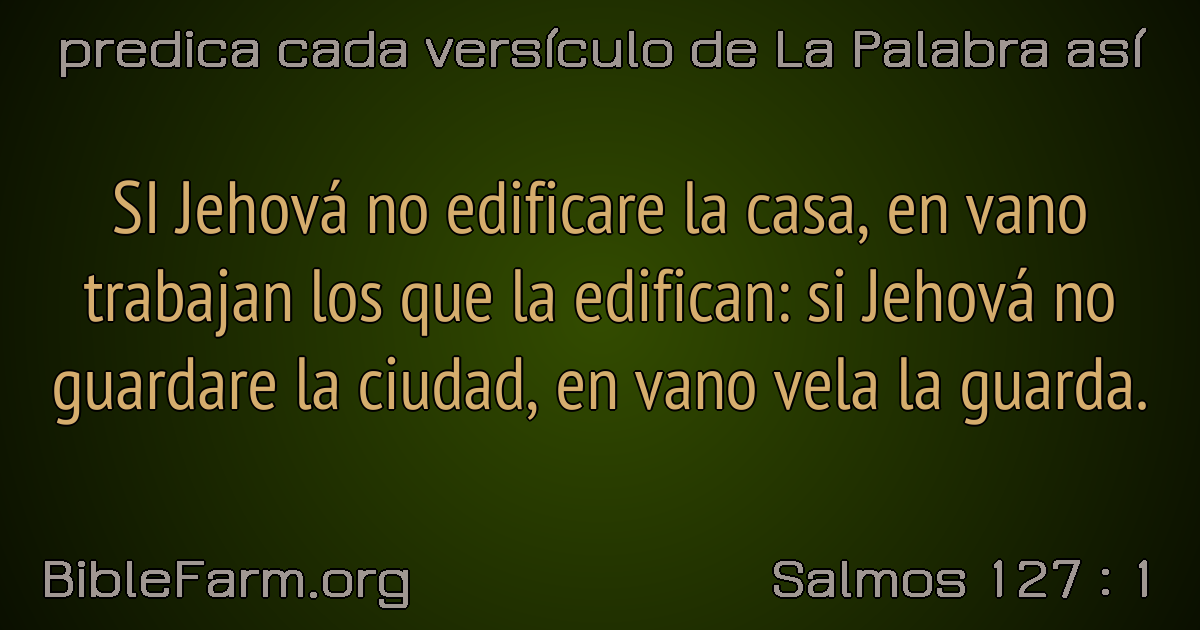 predica cada versículo de La Palabra así
SI Jehová no edificare la casa, en vano
trabajan los que la edifican: si Jehová no
guardare la ciudad, en vano vela la guarda.
BibleFarm.org
Salmos 127 : 1